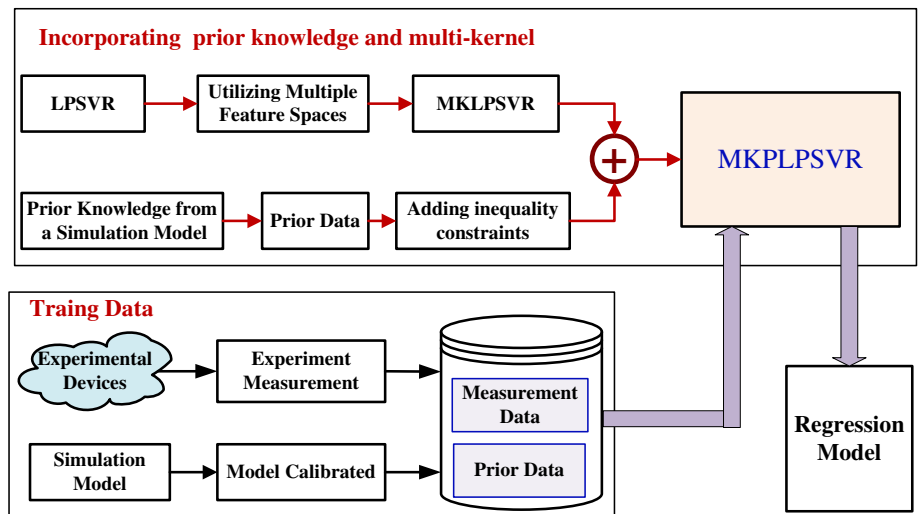 Incorporating prior knowledge and multi-kernel
LPSVR
Utilizing Multiple
Feature Spaces
MKLPSVR
+
MKPLPSVR
Prior Knowledge from
a Simulation Model
Prior Data
Adding inequality
constraints
Traing Data
Experimental
Devices
Experiment
Measurement
Measurement
Data
Simulation
Model
Model Calibrated
Prior Data
Regression
Model